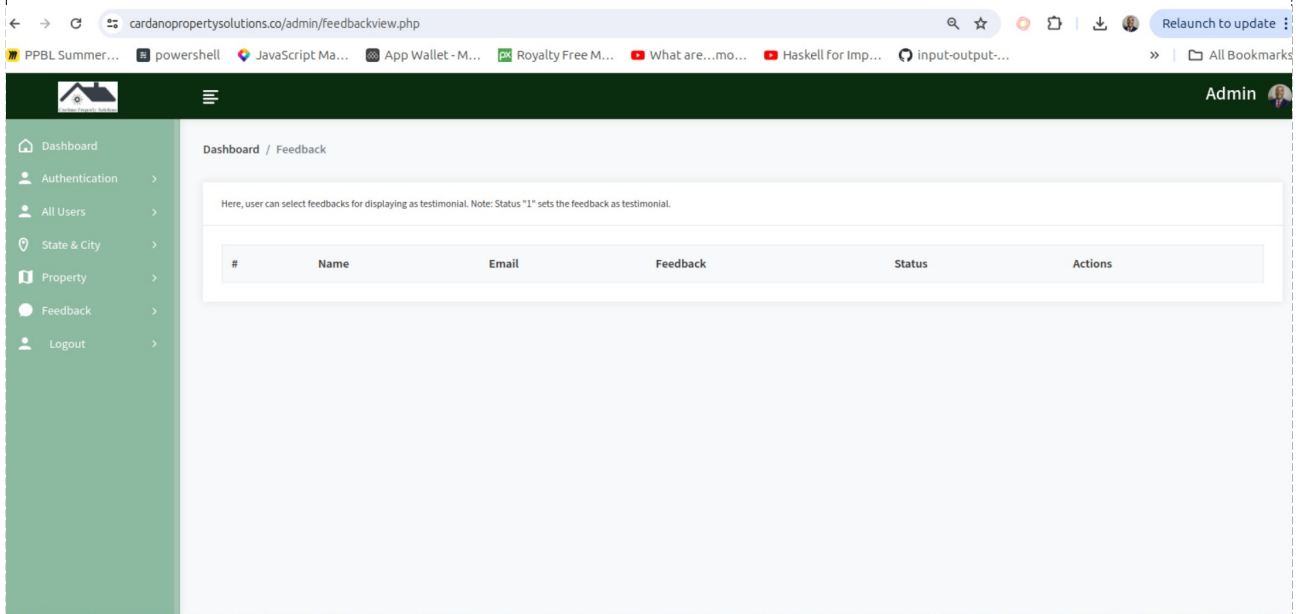 cardanopropertysolutions.co/admin/feedbackview.php
Relaunch to update
PPBL Summer... powershell JavaScript Ma... App Wallet - M... Royalty Free M... What are...mo... Haskell for Imp... input-output-... » All Bookmarks
Admin
Dashboard
Authentication
All Users
State & City
Property
Feedback
Logout
Dashboard / Feedback
Here, user can select feedbacks for displaying as testimonial. Note: Status "1" sets the feedback as testimonial.
# Name Email Feedback Status Actions